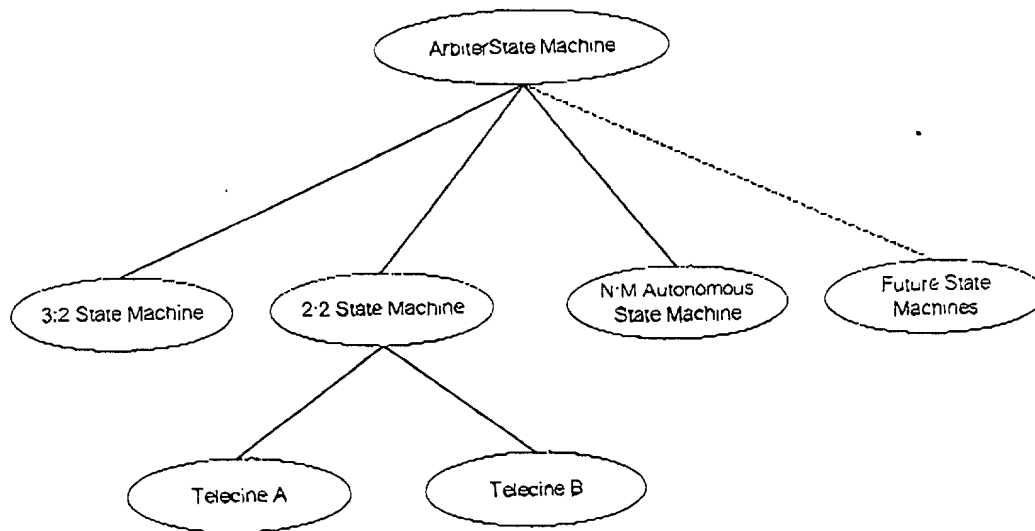 ArbiterState Machine
3:2 State Machine
2:2 State Machine
N:M Autonomous
State Machine
Future State
Machines
Telecine A
Telecine B